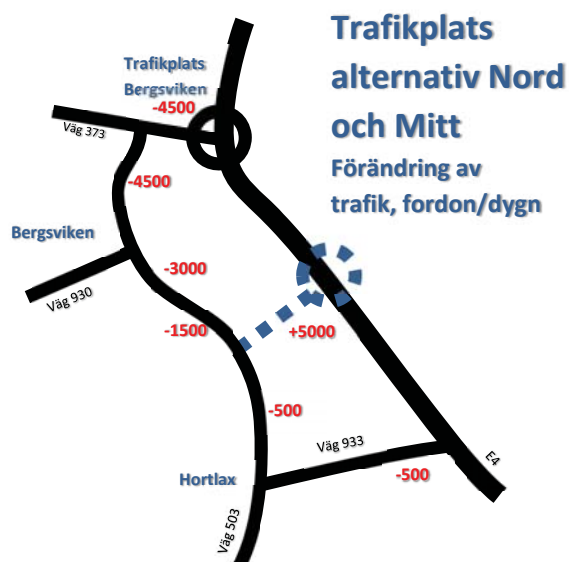 Trafikplats
alternativ Nord
och Mitt
Förändring av
trafik, fordon/dygn
Trafikplats
Bergsviken
-4500
Väg 373
-4500
Bergsviken
-3000
Väg 930
-1500
+5000
-500
Väg 933
E4
-500
Hortlax
Väg 503